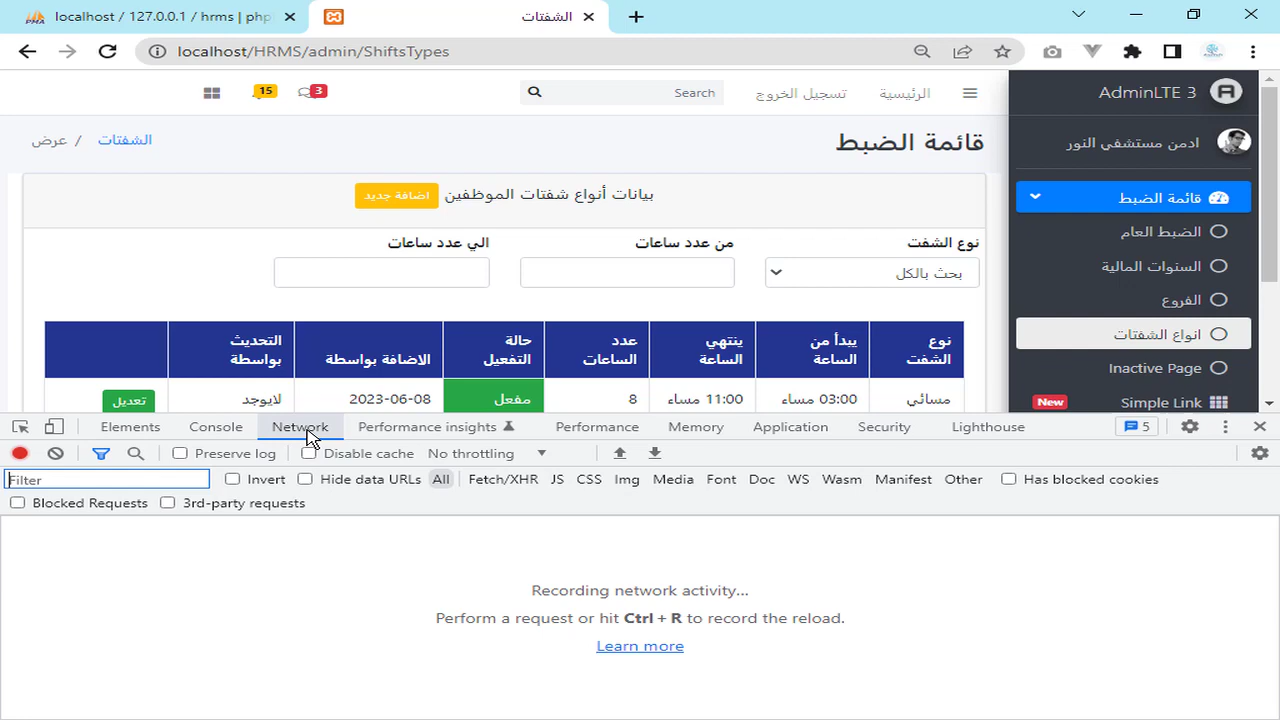 localhost / 127.0.0.1 / hrms | php
الشفتات
localhost/HRMS/admin/ShiftsTypes
AdminLTE 3
الرئيسية
تسجيل الخروج
Search
3
15
ادمن مستشفي النور
قائمة الضبط
الضبط العام
السنوات المالية
الفروع
انواع الشفتات
Inactive Page
Simple Link New
قائمة الضبط
الشفتات / عرض
بيانات أنواع شفتات الموظفين اضافة جديد
نوع الشفت
من عدد ساعات
الي عدد ساعات
بحث بالكل
نوع الشفت
يبدأ من الساعة
ينتهي الساعة
عدد الساعات
حالة التفعيل
الاضافة بواسطة
التحديث بواسطة
مسائي 03:00 مساء 11:00 مساء 8 مفعل 2023-06-08 لايوجد تعديل
Elements Console Network Performance insights Performance Memory Application Security Lighthouse 5
Preserve log Disable cache No throttling
Filter Invert Hide data URLs All Fetch/XHR JS CSS Img Media Font Doc WS Wasm Manifest Other Has blocked cookies
Blocked Requests 3rd-party requests
Recording network activity...
Perform a request or hit Ctrl + R to record the reload.
Learn more